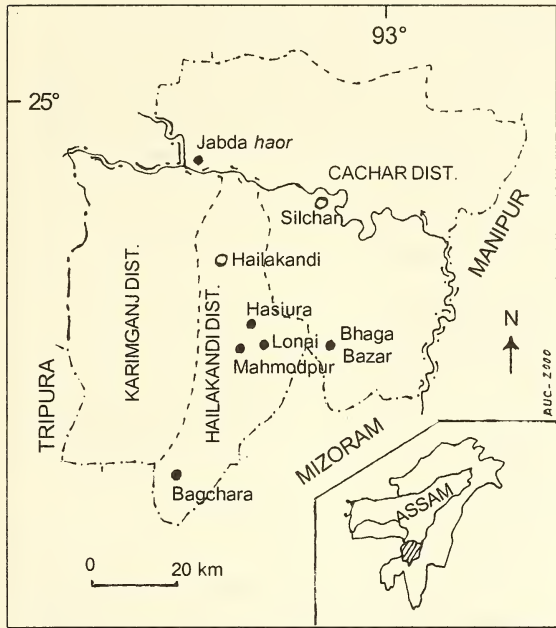 93°
25°
Jabda haor
CACHAR DIST.
Silchan
MANIPUR
Hailakandi
KARIMGANJ DIST.
HAILAKANDI DIST.
Hasiura
Lonai
Bhaga
Bazar
Mahmodpur
N
AUC-2000
TRIPURA
MIZORAM
Bagchara
ASSAM
0 20 km